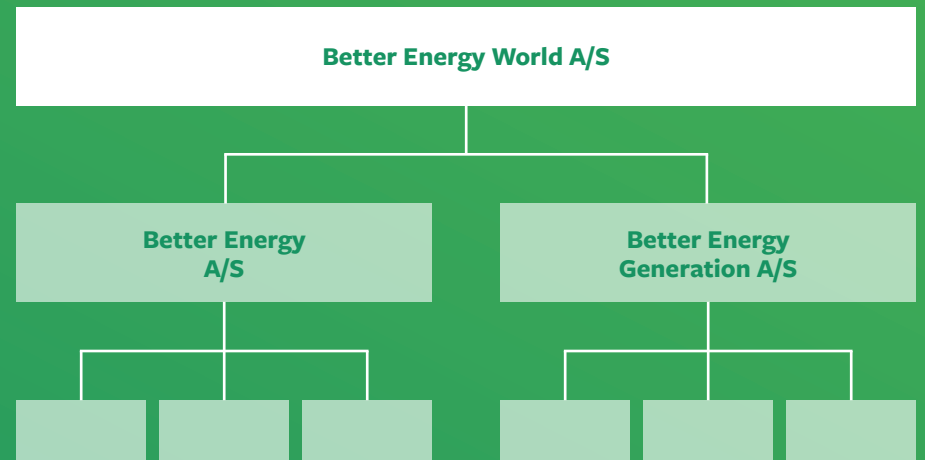 Better Energy World A/S
Better Energy
A/S
Better Energy
Generation A/S